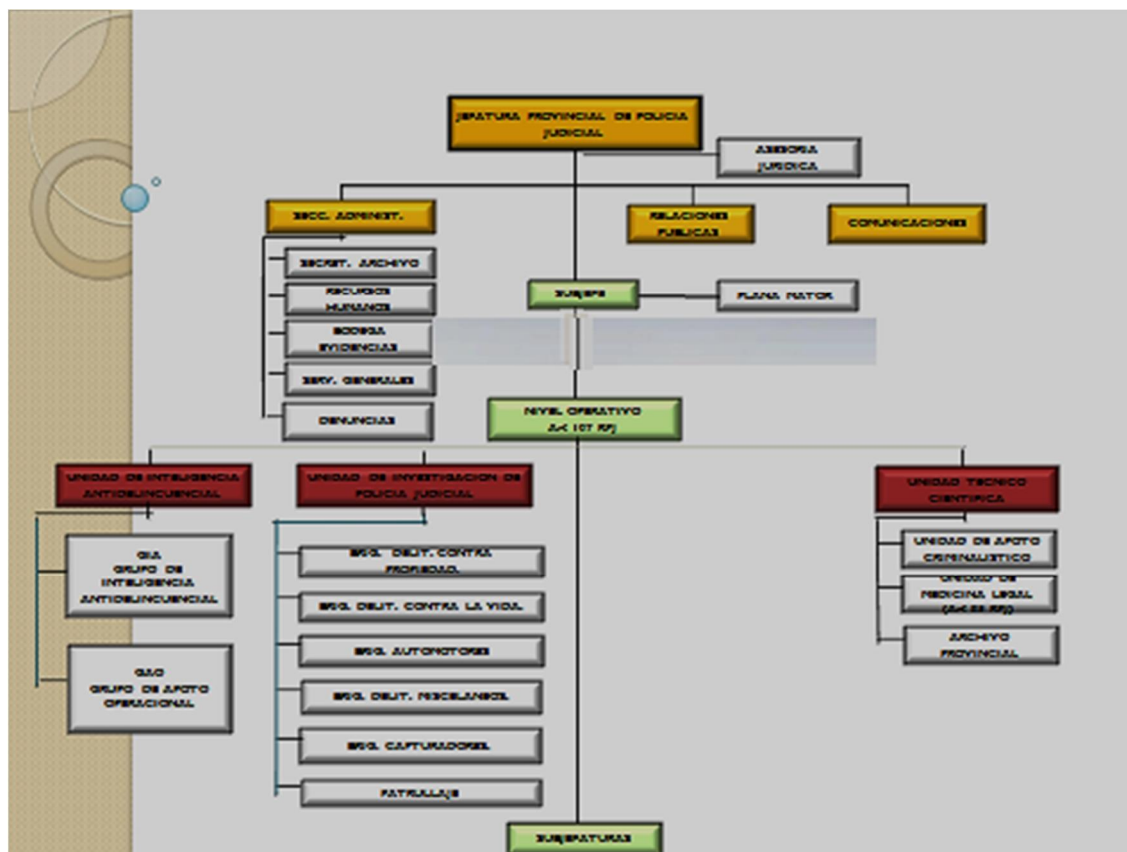 JEFATURA PROVINCIAL DE POLICIA
JUDICIAL
ASESORIA
JURIDICA
SECC. ADMINIST.
RELACIONES
PUBLICAS
COMUNICACIONES
SECRET. ARCHIVO
RECURSOS
HUMANOS
BODEGA
EVIDENCIAS
SERV. GENERALES
DENUNCIAS
SUBJEFE
PLANA MAYOR
NIVEL OPERATIVO
UNIDAD DE INTELIGENCIA
ANTIDELINCUENCIAL
UNIDAD DE INVESTIGACION DE
POLICIA JUDICIAL
UNIDAD TECNICO
CIENTIFICA
GIA
GRUPO DE
INTELIGENCIA
ANTIDELINCUENCIAL
GAO
GRUPO DE APOYO
OPERACIONAL
BRIG. DELIT. CONTRA
PROPIEDAD.
BRIG. DELIT. CONTRA LA VIDA.
BRIG. AUTOMOTORES
BRIG. DELIT. MISCELANEOS.
BRIG. CAPTURADORES.
PATRULLAJE
UNIDAD DE APOYO
CRIMINALISTICO
UNIDAD DE
MEDICINA LEGAL
ARCHIVO
PROVINCIAL
SUBJEFATURAS